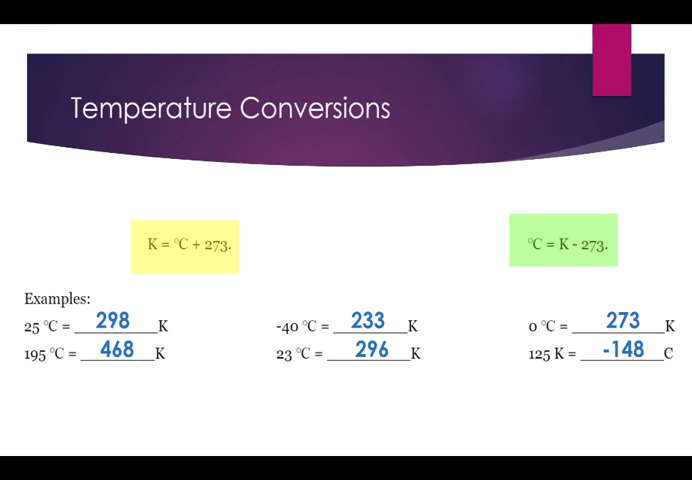 Temperature Conversions
K = °C + 273.
°C = K - 273.
Examples:
25 °C = 298 K
-40 °C = 233 K
0 °C = 273 K
195 °C = 468 K
23 °C = 296 K
125 K = -148 C